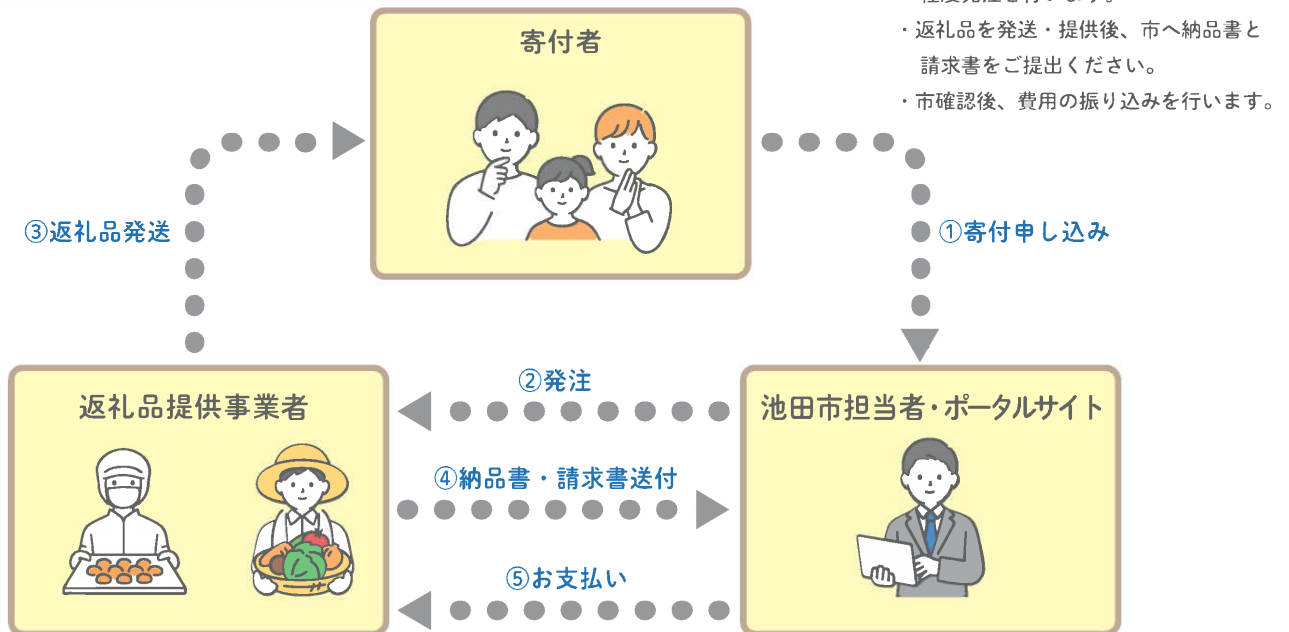 寄付者
・返礼品を発送・提供後、市へ納品書と
請求書をご提出ください。
・市確認後、費用の振り込みを行います。
③返礼品発送
①寄付申し込み
②発注
返礼品提供事業者
池田市担当者・ポータルサイト
④納品書・請求書送付
⑤お支払い